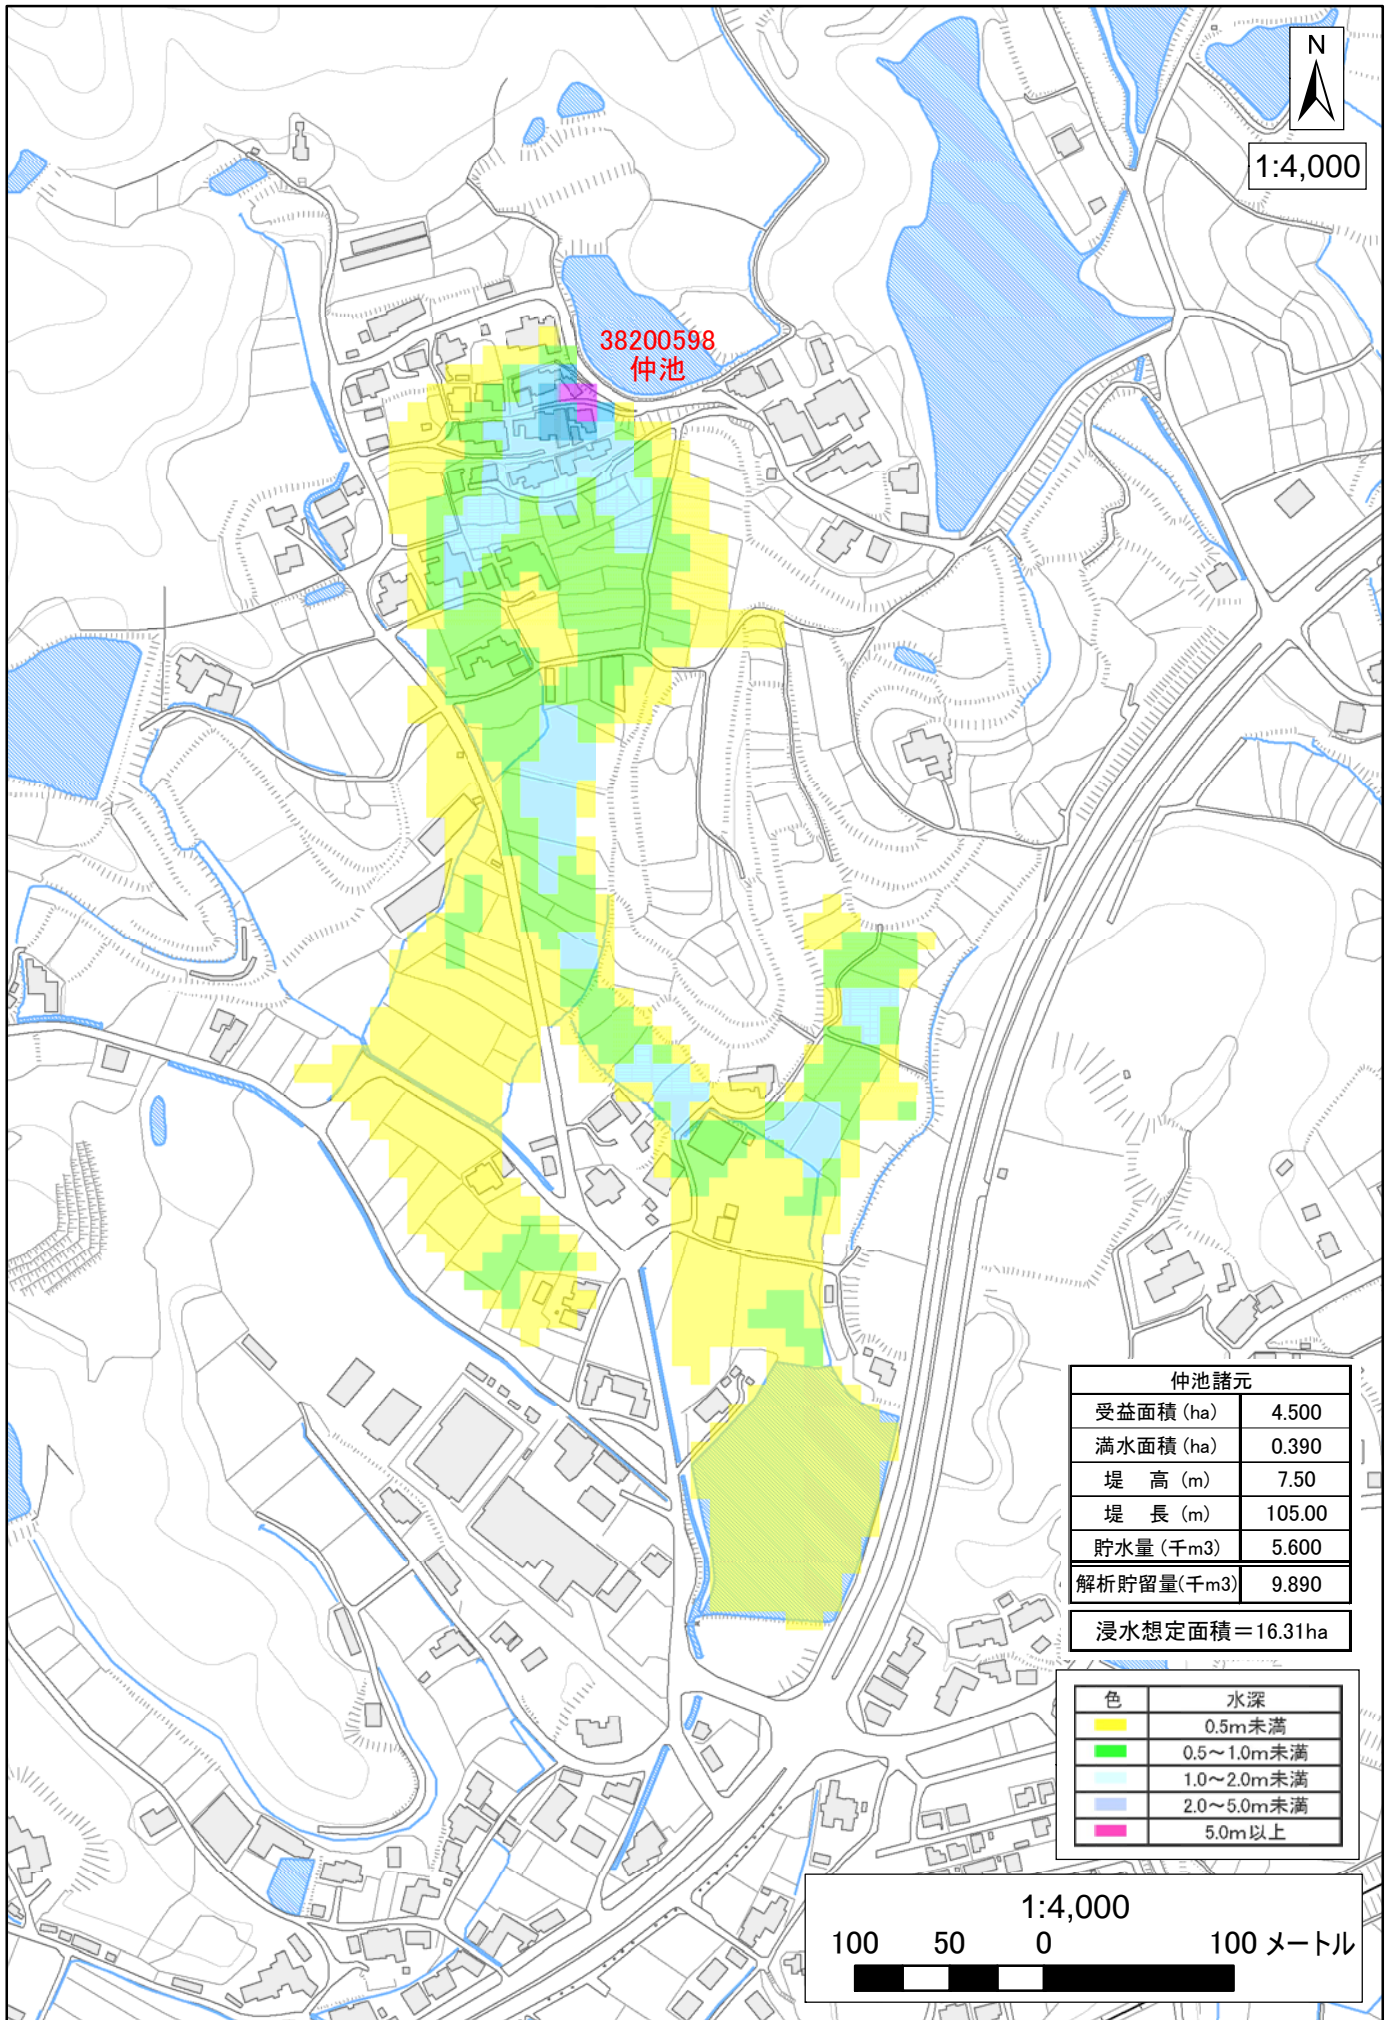 N
1:4,000
38200598
仲池
仲池諸元
受益面積 (ha) 4.500
満水面積 (ha) 0.390
堤　高 (m) 7.50
堤　長 (m) 105.00
貯水量 (千m3) 5.600
解析貯留量(千m3) 9.890
浸水想定面積＝16.31ha
色 水深
0.5m未満
0.5～1.0m未満
1.0～2.0m未満
2.0～5.0m未満
5.0m以上
1:4,000
100 50 0 100 メートル